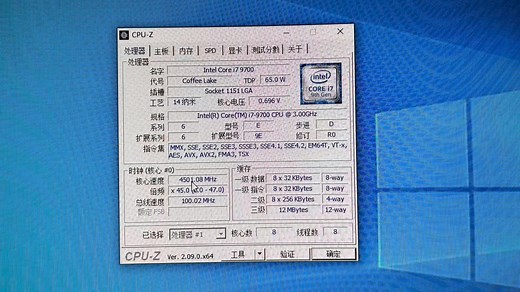 CPU-Z
处理器 主板 内存 SPD 显卡 测试分数 关于
处理器
名字 Intel Core i7 9700
代号 Coffee Lake TDP 65.0 W
插槽 Socket 1151 LGA
工艺 14 纳米 核心电压 0.696 V
intel
CORE i7
9th Gen
规格 Intel(R) Core(TM) i7-9700 CPU @ 3.00GHz
系列 6 型号 E 步进 D
扩展系列 6 扩展型号 9E 修订 R0
指令集 MMX, SSE, SSE2, SSE3, SSSE3, SSE4.1, SSE4.2, EM64T, VT-x,
AES, AVX, AVX2, FMA3, TSX
时钟 (核心 #0) 缓存
核心速度 4501.08 MHz 一级 数据 8 x 32 KBytes 8-way
倍频 x 45.0 - 47.0) 一级 指令 8 x 32 KBytes 8-way
总线速度 100.02 MHz 二级 8 x 256 KBytes 4-way
额定 FSB 三级 12 MBytes 12-way
已选择 处理器 #1 核心数 8 线程数 8
CPU-Z Ver. 2.09.0.x64 工具 验证 确定